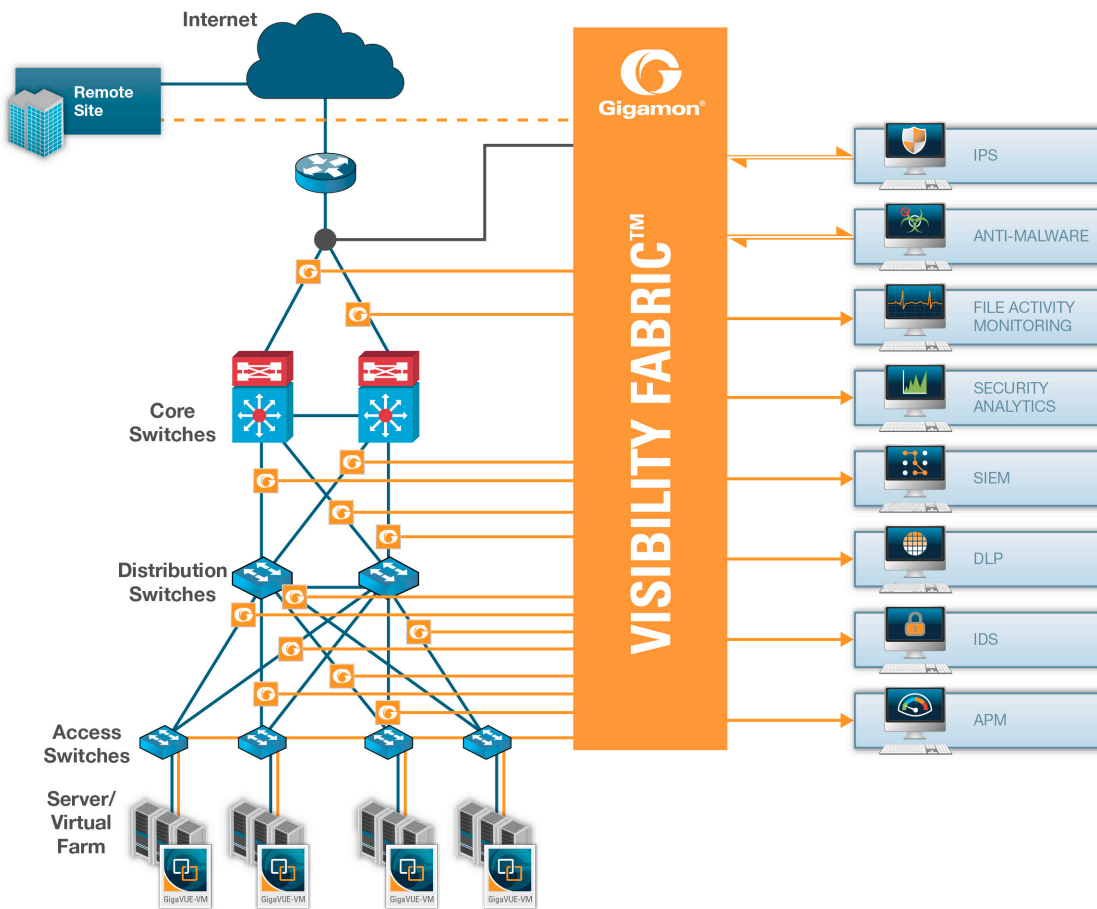 Internet
Remote
Site
Gigamon®
VISIBILITY FABRIC™
IPS
ANTI-MALWARE
FILE ACTIVITY
MONITORING
SECURITY
ANALYTICS
SIEM
DLP
IDS
APM
Core
Switches
Distribution
Switches
Access
Switches
Server/
Virtual
Farm
GigaVUE-VM
GigaVUE-VM
GigaVUE-VM
GigaVUE-VM